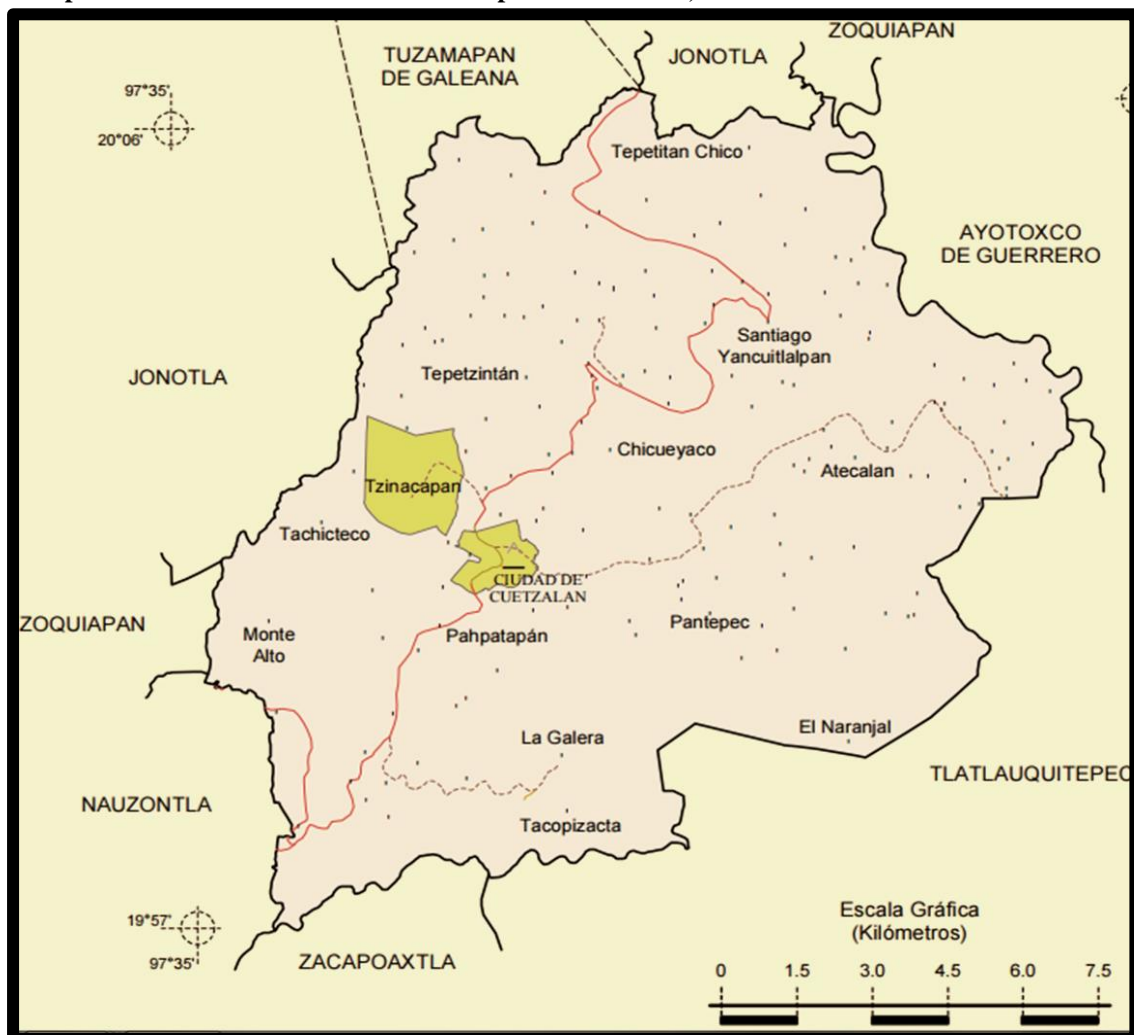 ZOQUIAPAN
TUZAMAPAN
DE GALEANA
JONOTLA
97°35'
20°06'
Tepetitan Chico
AYOTOXCO
DE GUERRERO
Santiago
Yancuitlalpan
JONOTLA
Tepetzintán
Chicueyaco
Atecalan
Tzinacapan
Tachicteco
CIUDAD DE
CUETZALAN
ZOQUIAPAN
Monte
Alto
Pahpatapán
Pantepec
La Galera
El Naranjal
TLATLAUQUITEPEC
NAUZONTLA
Tacopizacta
19°57'
97°35'
ZACAPOAXTLA
Escala Gráfica
(Kilómetros)
0 1.5 3.0 4.5 6.0 7.5